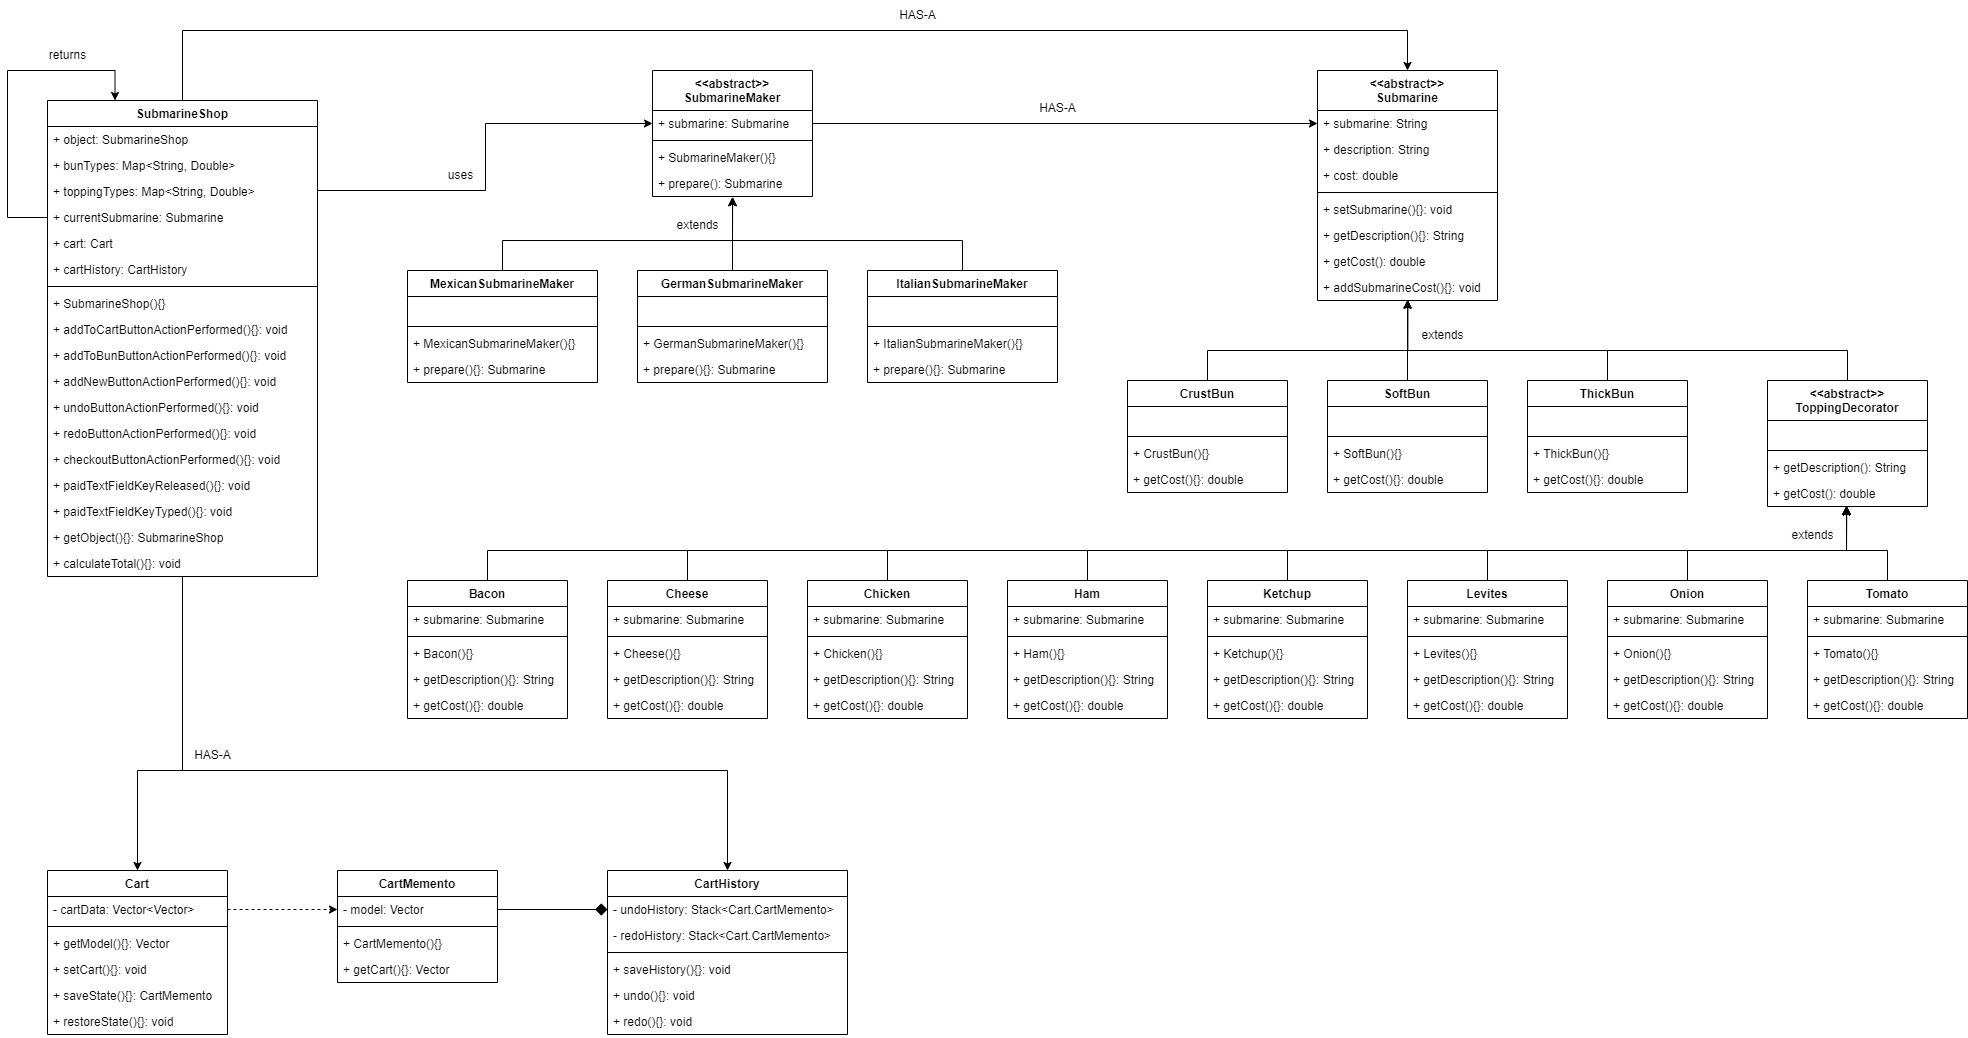 HAS-A
returns
SubmarineShop
+ object: SubmarineShop
+ bunTypes: Map<String, Double>
+ toppingTypes: Map<String, Double>
+ currentSubmarine: Submarine
+ cart: Cart
+ cartHistory: CartHistory
+ SubmarineShop(){}
+ addToCartButtonActionPerformed(){}: void
+ addToBunButtonActionPerformed(){}: void
+ addNewButtonActionPerformed(){}: void
+ undoButtonActionPerformed(){}: void
+ redoButtonActionPerformed(){}: void
+ checkoutButtonActionPerformed(){}: void
+ paidTextFieldKeyReleased(){}: void
+ paidTextFieldKeyTyped(){}: void
+ getObject(){}: SubmarineShop
+ calculateTotal(){}: void
uses
<<abstract>>
SubmarineMaker
+ submarine: Submarine
+ SubmarineMaker(){}
+ prepare(): Submarine
HAS-A
<<abstract>>
Submarine
+ submarine: String
+ description: String
+ cost: double
+ setSubmarine(){}: void
+ getDescription(){}: String
+ getCost(): double
+ addSubmarineCost(){}: void
extends
MexicanSubmarineMaker
+ MexicanSubmarineMaker(){}
+ prepare(){}: Submarine
GermanSubmarineMaker
+ GermanSubmarineMaker(){}
+ prepare(){}: Submarine
ItalianSubmarineMaker
+ ItalianSubmarineMaker(){}
+ prepare(){}: Submarine
extends
CrustBun
+ CrustBun(){}
+ getCost(){}: double
SoftBun
+ SoftBun(){}
+ getCost(){}: double
ThickBun
+ ThickBun(){}
+ getCost(){}: double
<<abstract>>
ToppingDecorator
+ getDescription(): String
+ getCost(): double
extends
Bacon
+ submarine: Submarine
+ Bacon(){}
+ getDescription(){}: String
+ getCost(){}: double
Cheese
+ submarine: Submarine
+ Cheese(){}
+ getDescription(){}: String
+ getCost(){}: double
Chicken
+ submarine: Submarine
+ Chicken(){}
+ getDescription(){}: String
+ getCost(){}: double
Ham
+ submarine: Submarine
+ Ham(){}
+ getDescription(){}: String
+ getCost(){}: double
Ketchup
+ submarine: Submarine
+ Ketchup(){}
+ getDescription(){}: String
+ getCost(){}: double
Levites
+ submarine: Submarine
+ Levites(){}
+ getDescription(){}: String
+ getCost(){}: double
Onion
+ submarine: Submarine
+ Onion(){}
+ getDescription(){}: String
+ getCost(){}: double
Tomato
+ submarine: Submarine
+ Tomato(){}
+ getDescription(){}: String
+ getCost(){}: double
HAS-A
Cart
- cartData: Vector<Vector>
+ getModel(){}: Vector
+ setCart(){}: void
+ saveState(){}: CartMemento
+ restoreState(){}: void
CartMemento
- model: Vector
+ CartMemento(){}
+ getCart(){}: Vector
CartHistory
- undoHistory: Stack<Cart.CartMemento>
- redoHistory: Stack<Cart.CartMemento>
+ saveHistory(){}: void
+ undo(){}: void
+ redo(){}: void